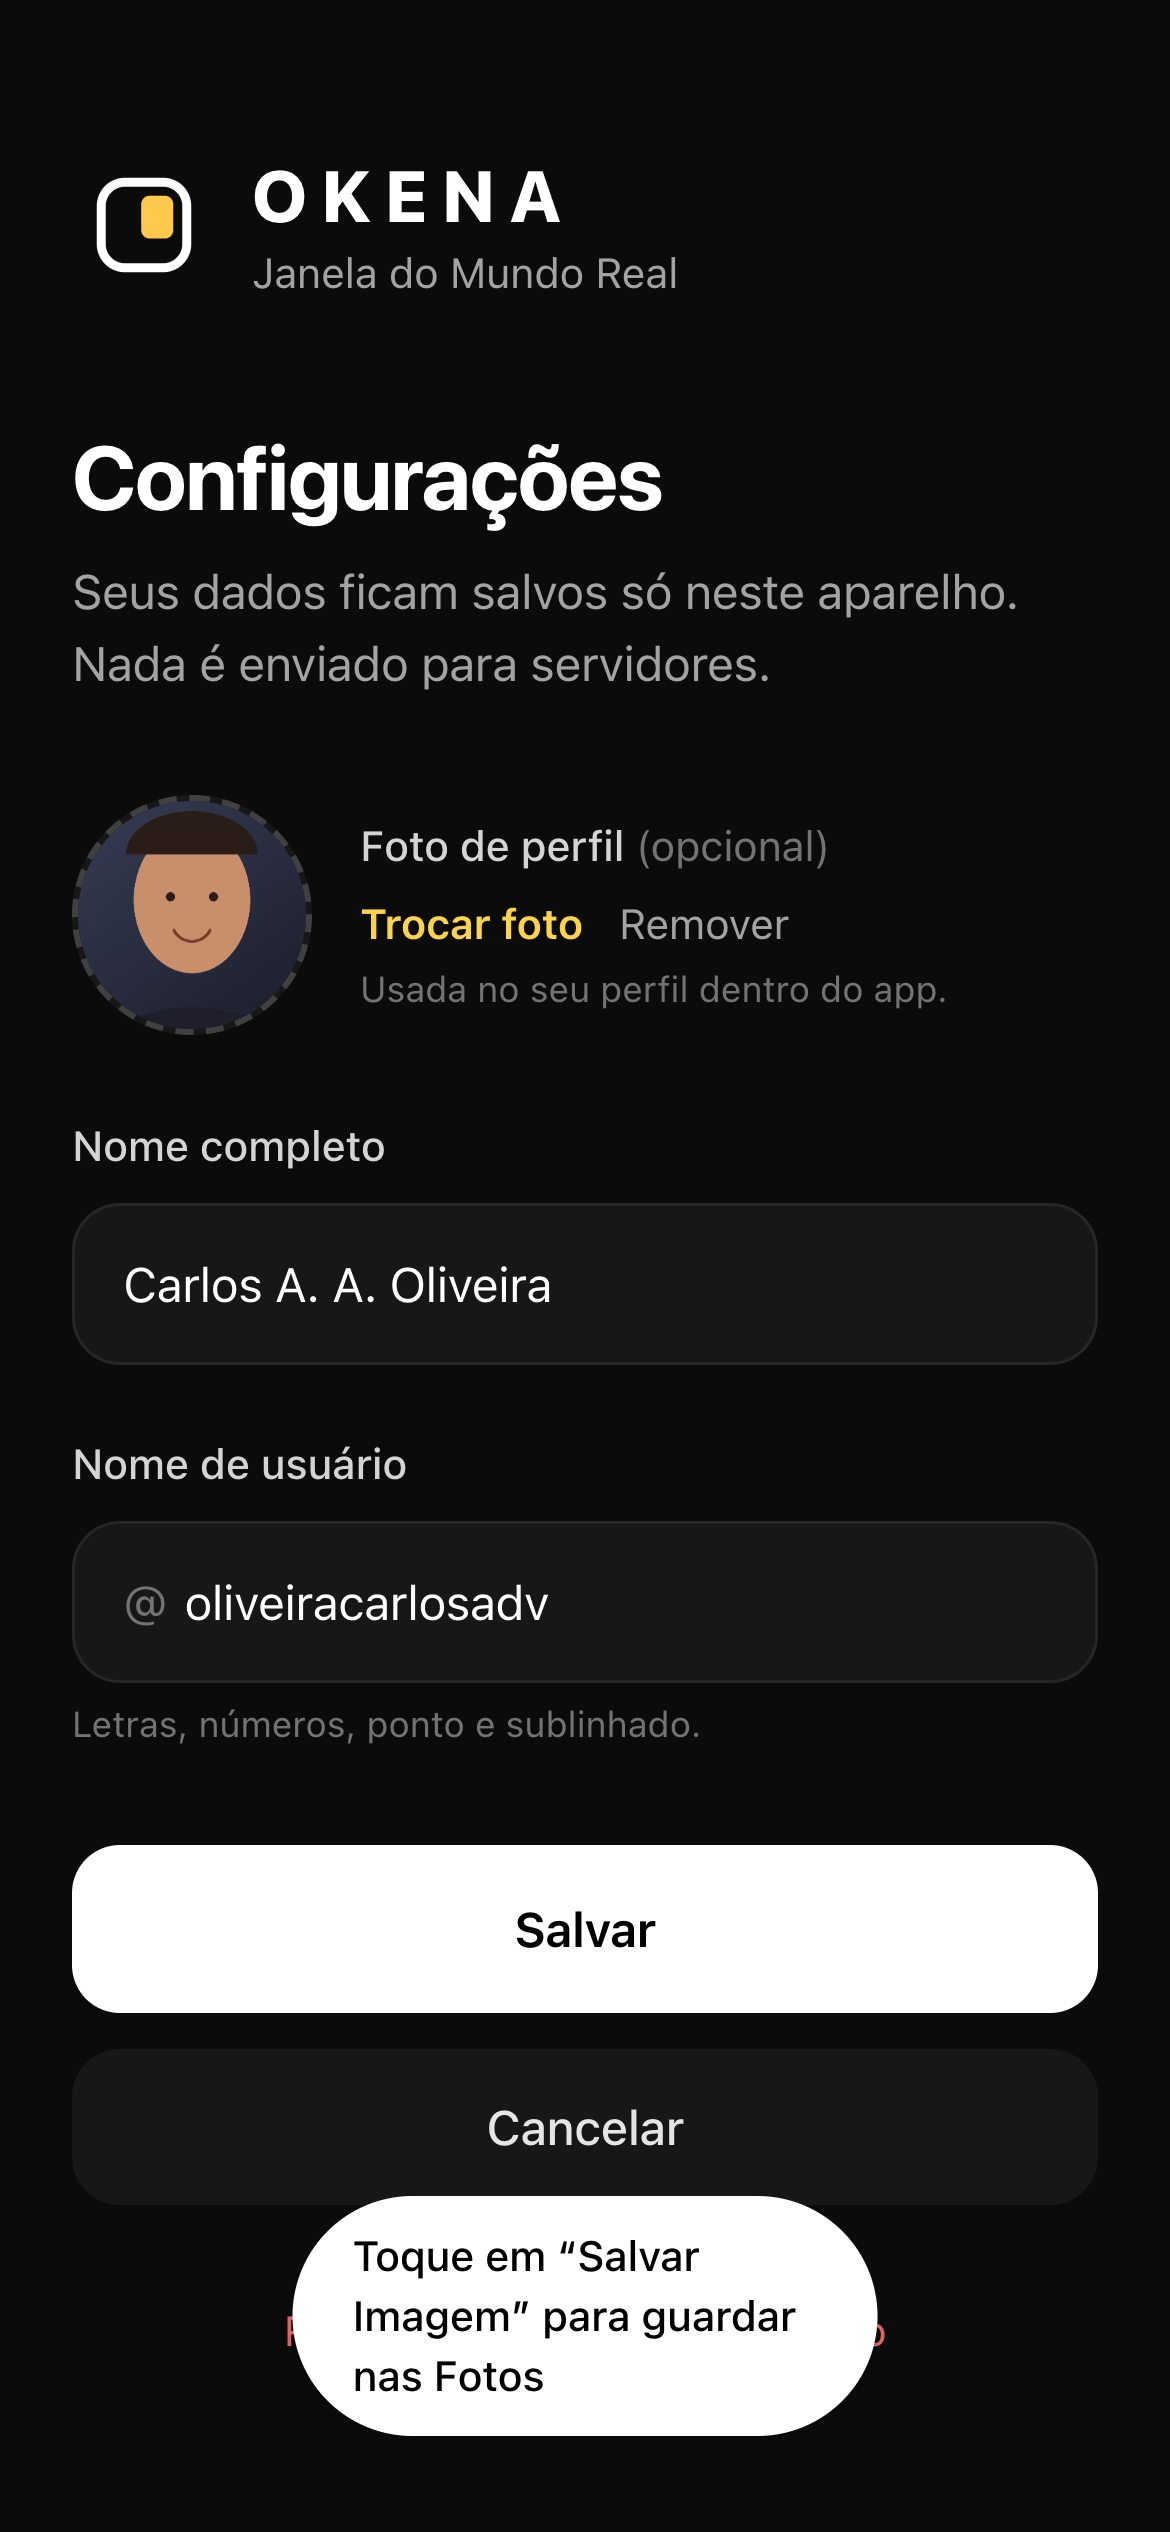 OKENA
Janela do Mundo Real
Configurações
Seus dados ficam salvos só neste aparelho.
Nada é enviado para servidores.
Foto de perfil (opcional)
Trocar foto Remover
Usada no seu perfil dentro do app.
Nome completo
Carlos A. A. Oliveira
Nome de usuário
@ oliveiracarlosadv
Letras, números, ponto e sublinhado.
Salvar
Cancelar
Toque em “Salvar
Imagem” para guardar
nas Fotos